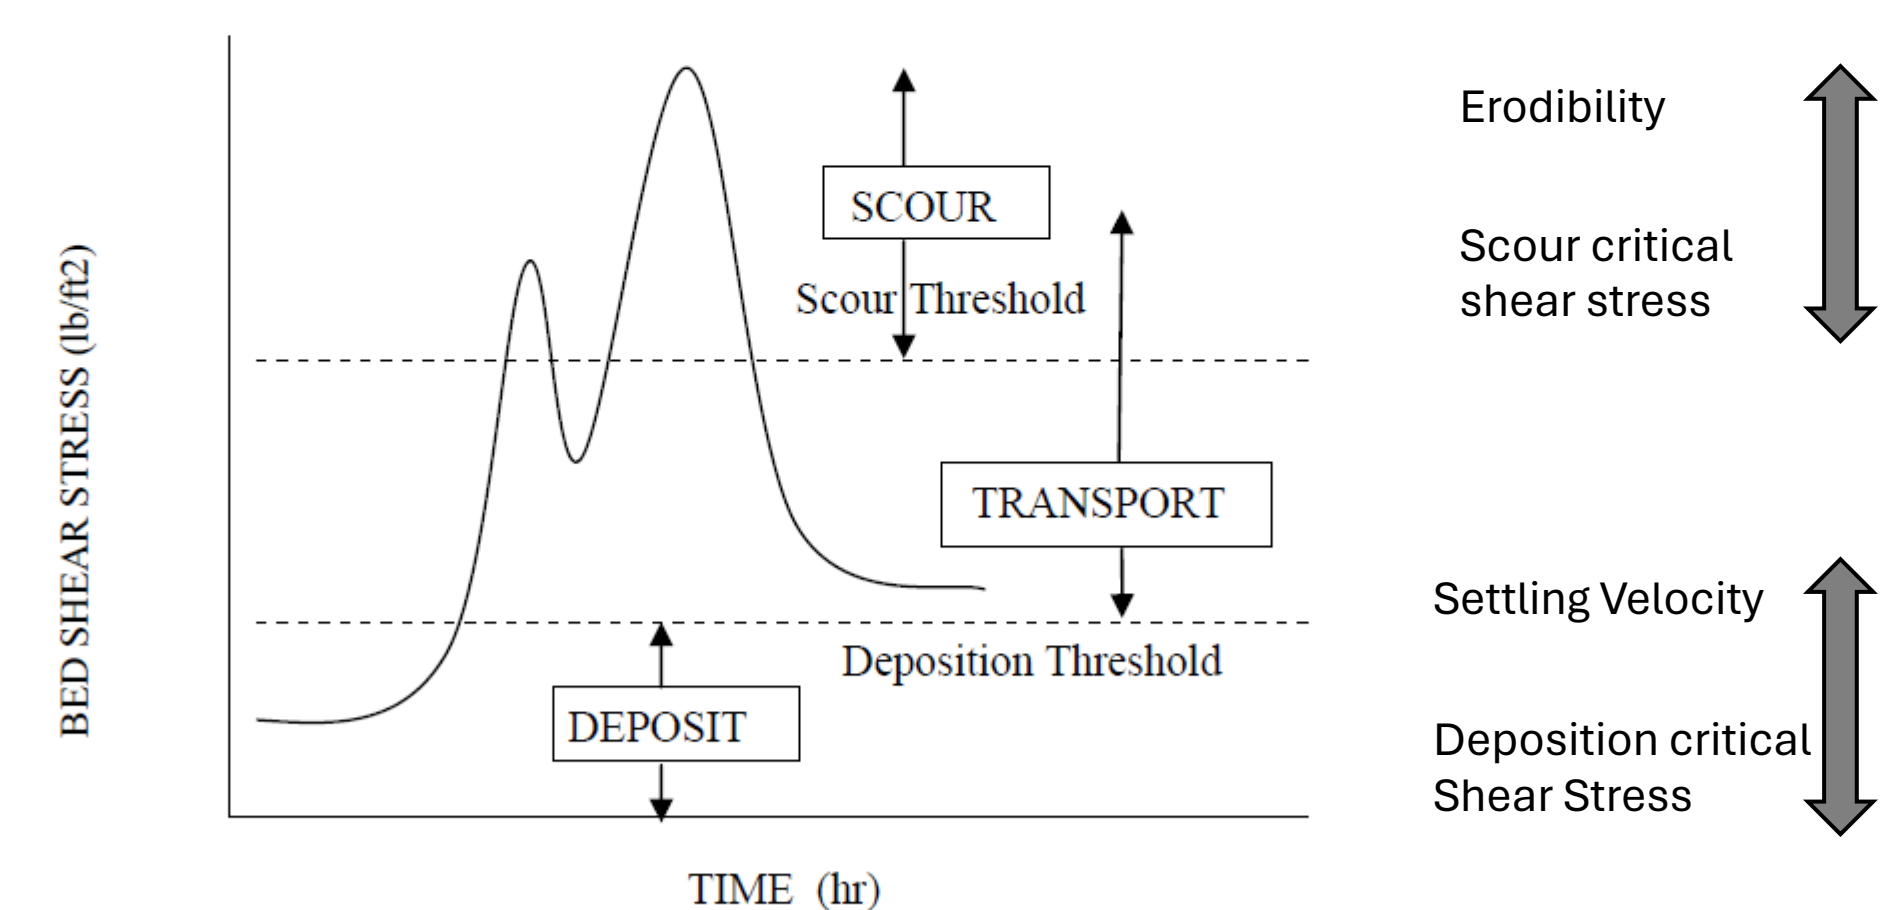 BED SHEAR STRESS (lb/ft2)
SCOUR
Scour Threshold
TRANSPORT
Deposition Threshold
DEPOSIT
TIME (hr)
Erodibility
Scour critical
shear stress
Settling Velocity
Deposition critical
Shear Stress